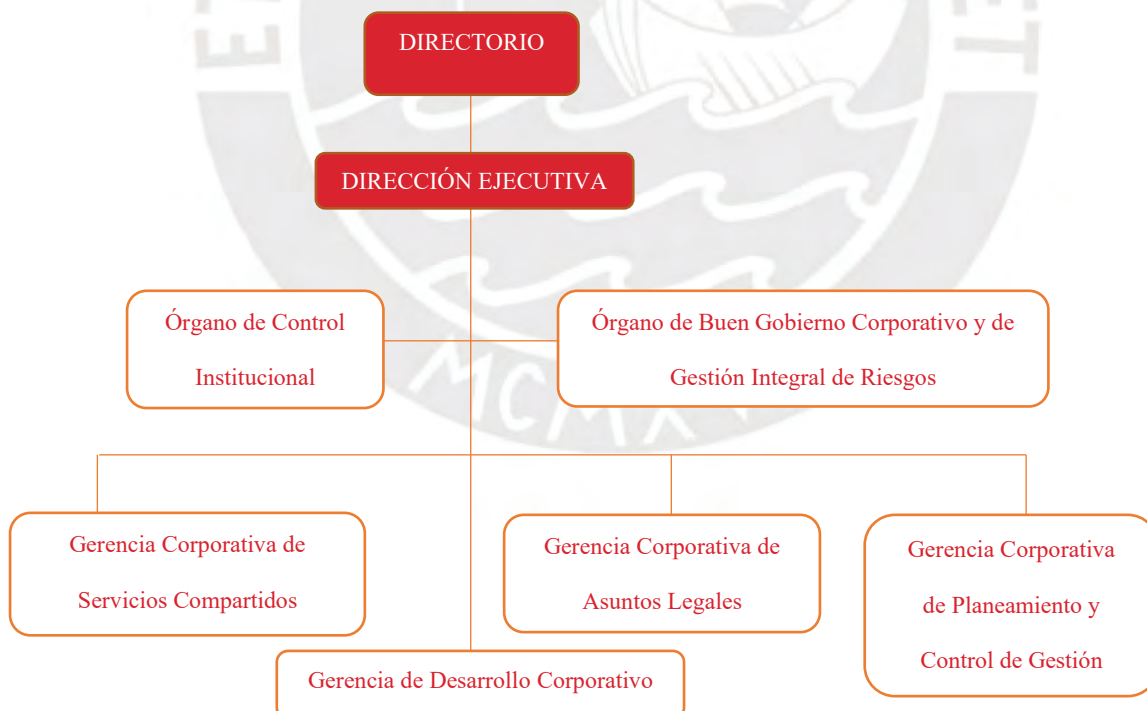 DIRECTORIO
DIRECCIÓN EJECUTIVA
Órgano de Control
Institucional
Órgano de Buen Gobierno Corporativo y de
Gestión Integral de Riesgos
MCMX
Gerencia Corporativa de
Servicios Compartidos
Gerencia Corporativa de
Asuntos Legales
Gerencia Corporativa
de Planeamiento y
Control de Gestión
Gerencia de Desarrollo Corporativo